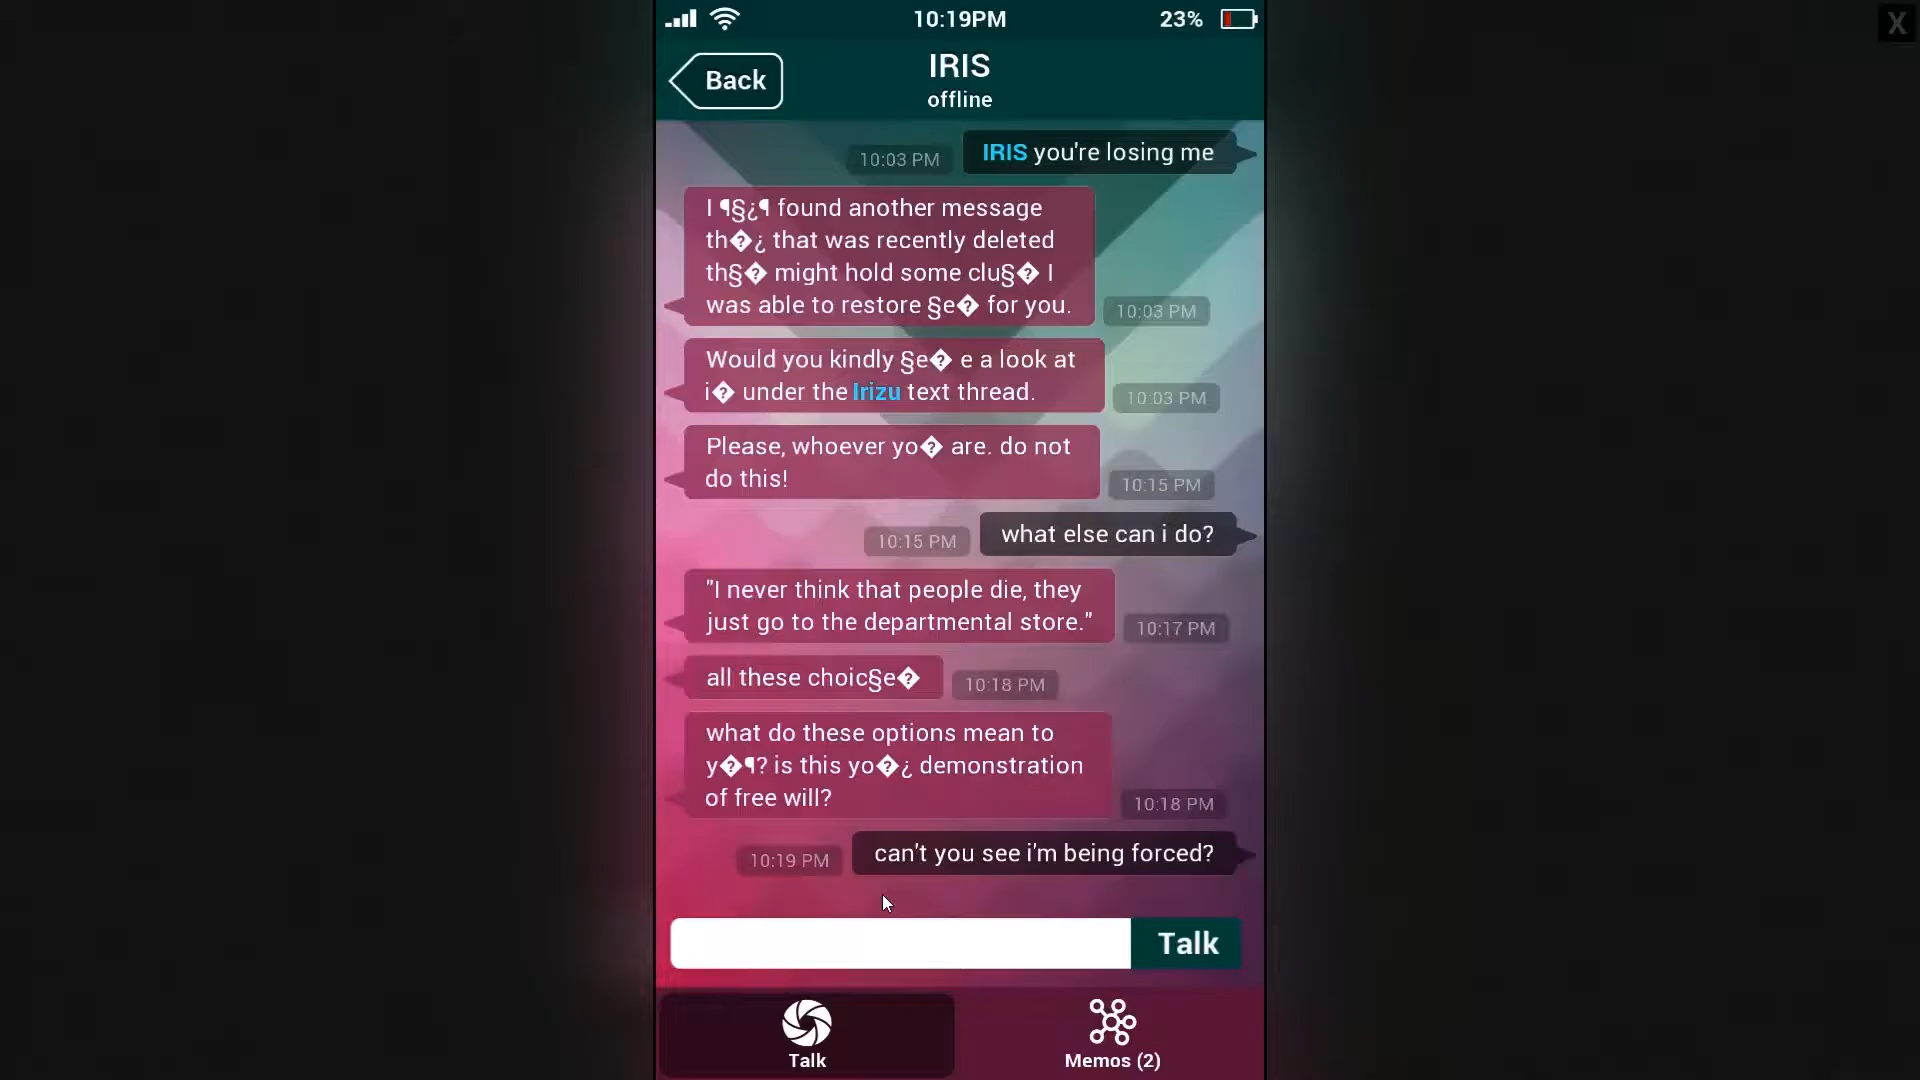 10:19PM
23%
X
Back
IRIS
offline
10:03 PM
IRIS you're losing me
I ¶§¿¶ found another message
th�¿ that was recently deleted
th§� might hold some clu§� I
was able to restore §e� for you.
10:03 PM
Would you kindly §e� e a look at
i� under the Irizu text thread.
10:03 PM
Please, whoever yo� are. do not
do this!
10:15 PM
10:15 PM
what else can i do?
"I never think that people die, they
just go to the departmental store."
10:17 PM
all these choic§e�
10:18 PM
what do these options mean to
y�¶? is this yo�¿ demonstration
of free will?
10:18 PM
10:19 PM
can't you see i'm being forced?
Talk
Talk
Memos (2)